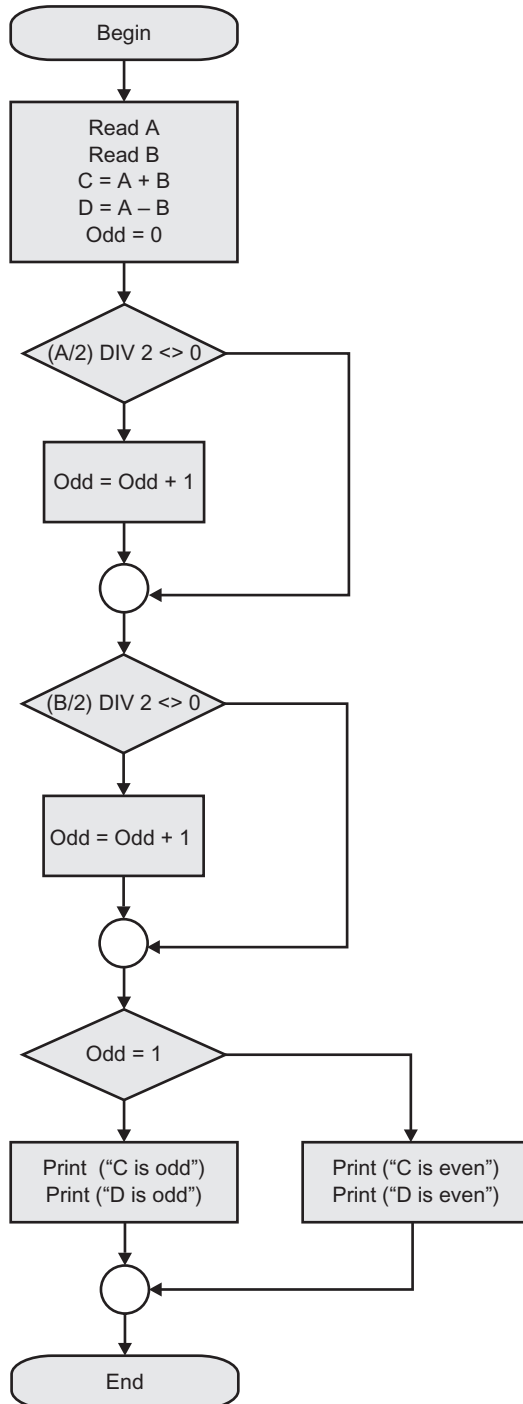 Begin
Read A
Read B
C = A + B
D = A – B
Odd = 0
(A/2) DIV 2 <> 0
Odd = Odd + 1
(B/2) DIV 2 <> 0
Odd = Odd + 1
Odd = 1
Print (“C is odd”)
Print (“D is odd”)
Print (“C is even”)
Print (“D is even”)
End